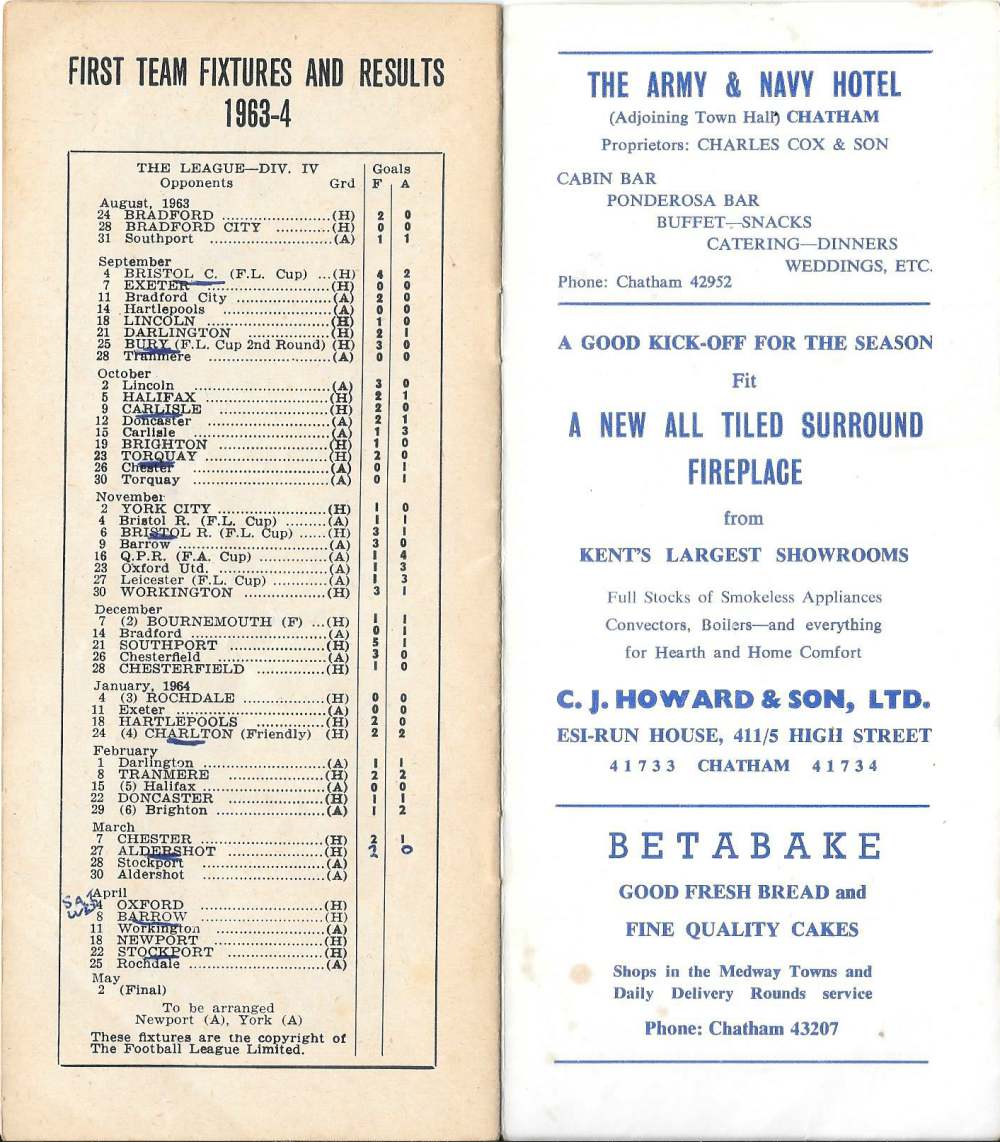 FIRST TEAM FIXTURES AND RESULTS
1963-4
THE LEAGUE—DIV. IV Goals
Opponents Grd F A
August, 1963
24 BRADFORD ...................(H) 2 0
28 BRADFORD CITY ............(H) 0 0
31 Southport ......................(A) 1 1
September
4 BRISTOL C. (F.L. Cup) ...(H) 4 2
7 EXETER ........................(H) 0 0
11 Bradford City ..................(A) 2 0
14 Hartlepools ....................(A) 0 0
18 LINCOLN ......................(H) 1 0
21 DARLINGTON ................(H) 2 1
25 BURY (F.L. Cup 2nd Round) (H) 3 0
28 Tranmere ......................(A) 0 0
October
2 Lincoln ........................(A) 3 0
5 HALIFAX ......................(H) 2 1
9 CARLISLE ......................(H) 2 0
12 Doncaster ......................(A) 2 1
15 Carlisle ........................(A) 1 3
19 BRIGHTON ....................(H) 1 0
23 TORQUAY ....................(H) 2 0
26 Chester ........................(A) 0 1
30 Torquay ........................(A) 0 1
November
2 YORK CITY ....................(H) 1 0
4 Bristol R. (F.L. Cup) .........(A) 1 1
6 BRISTOL R. (F.L. Cup) ......(H) 3 1
9 Barrow ..........................(A) 3 0
16 Q.P.R. (F.A. Cup) ............(A) 1 4
23 Oxford Utd. ....................(A) 1 3
27 Leicester (F.L. Cup) .........(A) 1 3
30 WORKINGTON ................(H) 3 1
December
7 (2) BOURNEMOUTH (F) ...(H) 1 1
14 Bradford ........................(A) 0 1
21 SOUTHPORT ..................(H) 5 1
26 Chesterfield ....................(A) 3 0
28 CHESTERFIELD ..............(H) 1 0
January, 1964
4 (3) ROCHDALE ................(H) 0 0
11 Exeter ..........................(A) 0 0
18 HARTLEPOOLS ..............(H) 2 0
24 (4) CHARLTON (Friendly) (H) 2 2
February
1 Darlington ......................(A) 1 1
8 TRANMERE ....................(H) 2 2
15 (5) Halifax ......................(A) 0 0
22 DONCASTER ..................(H) 1 1
29 (6) Brighton ....................(A) 1 2
March
7 CHESTER ......................(H) 2 1
27 ALDERSHOT ..................(H) 2 0
28 Stockport ......................(A)
30 Aldershot ......................(A)
April
SAT 4 OXFORD ......................(H)
WED 8 BARROW ......................(H)
11 Workington ....................(A)
18 NEWPORT ....................(H)
22 STOCKPORT ..................(H)
25 Rochdale ......................(A)
May
2 (Final)
To be arranged
Newport (A), York (A)
These fixtures are the copyright of
The Football League Limited.
THE ARMY & NAVY HOTEL
(Adjoining Town Hall) CHATHAM
Proprietors: CHARLES COX & SON
CABIN BAR
PONDEROSA BAR
BUFFET—SNACKS
CATERING—DINNERS
WEDDINGS, ETC.
Phone: Chatham 42952
A GOOD KICK-OFF FOR THE SEASON
Fit
A NEW ALL TILED SURROUND
FIREPLACE
from
KENT'S LARGEST SHOWROOMS
Full Stocks of Smokeless Appliances
Convectors, Boilers—and everything
for Hearth and Home Comfort
C. J. HOWARD & SON, LTD.
ESI-RUN HOUSE, 411/5 HIGH STREET
41733 CHATHAM 41734
BETABAKE
GOOD FRESH BREAD and
FINE QUALITY CAKES
Shops in the Medway Towns and
Daily Delivery Rounds service
Phone: Chatham 43207